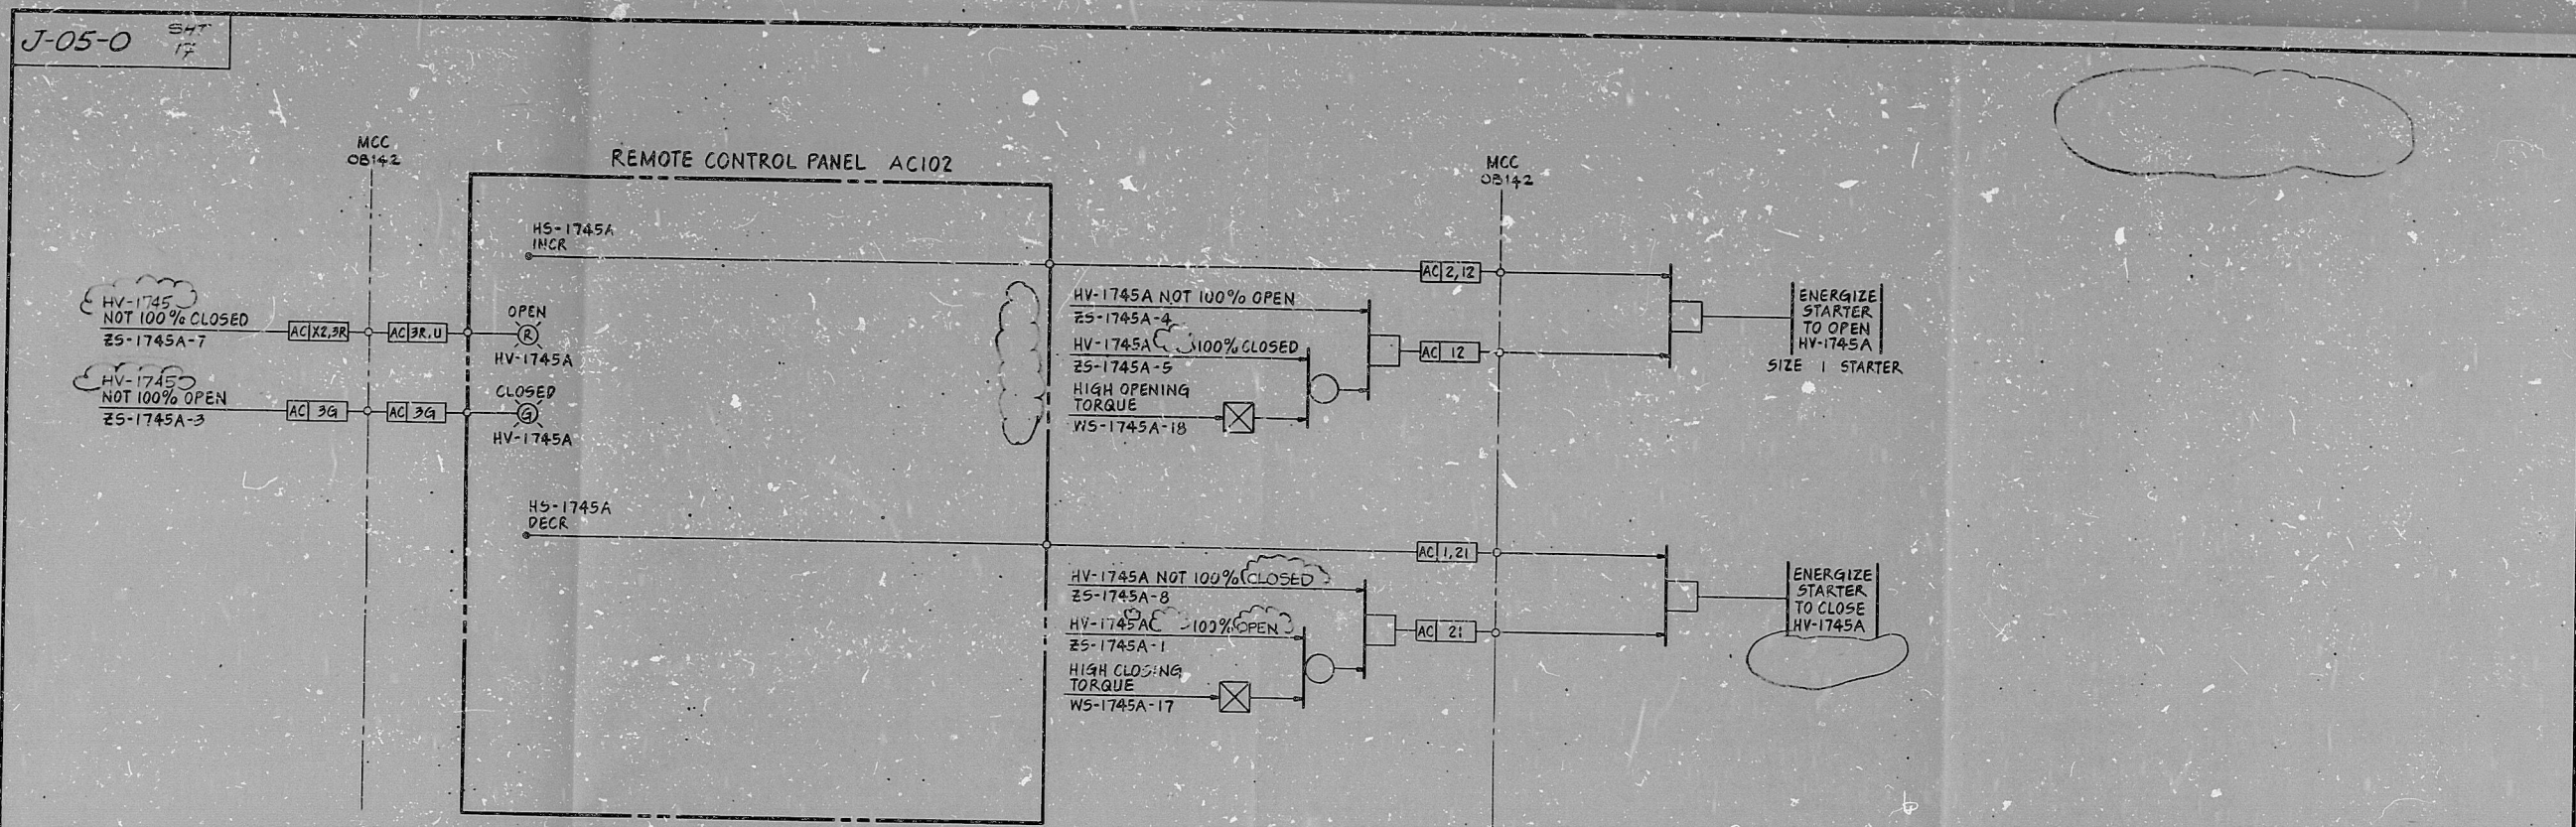 J-05-0
SHT
17
MCC
0B142
REMOTE CONTROL PANEL AC102
MCC
0B142
HS-1745A
INCR
AC 2,12
HV-1745
NOT 100% CLOSED
ZS-1745A-7
AC X2,3R
AC 3R,U
OPEN
R
HV-1745A
HV-1745
NOT 100% OPEN
ZS-1745A-3
AC 3G
AC 3G
CLOSED
G
HV-1745A
HV-1745A NOT 100% OPEN
ZS-1745A-4
HV-1745A 100% CLOSED
ZS-1745A-5
HIGH OPENING
TORQUE
WS-1745A-18
AC 12
ENERGIZE
STARTER
TO OPEN
HV-1745A
SIZE 1 STARTER
HS-1745A
DECR
AC 1,21
HV-1745A NOT 100% CLOSED
ZS-1745A-8
HV-1745A 100% OPEN
ZS-1745A-1
HIGH CLOSING
TORQUE
WS-1745A-17
AC 21
ENERGIZE
STARTER
TO CLOSE
HV-1745A